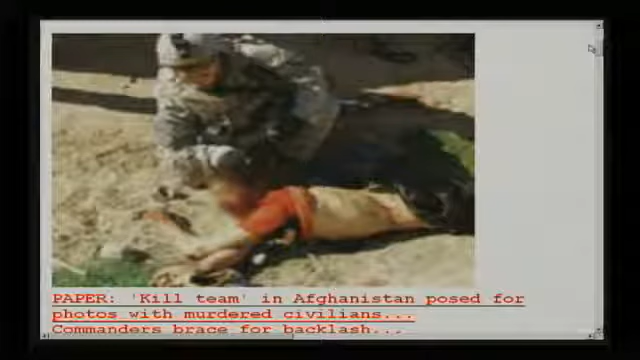 PAPER: 'Kill team' in Afghanistan posed for
photos with murdered civilians...
Commanders brace for backlash...